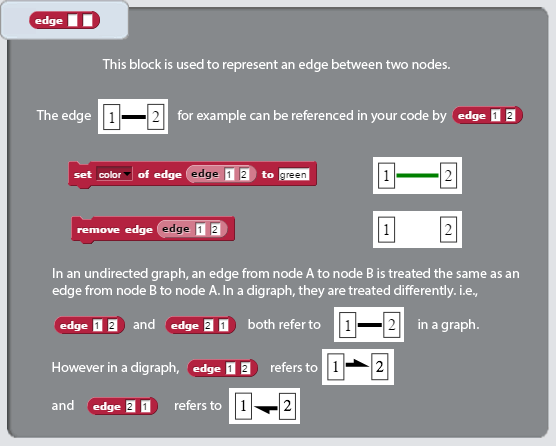 edge
This block is used to represent an edge between two nodes.
The edge 1 2 for example can be referenced in your code by edge 1 2
set color of edge edge 1 2 to green 1 2
remove edge edge 1 2 1 2
In an undirected graph, an edge from node A to node B is treated the same as an
edge from node B to node A. In a digraph, they are treated differently. i.e.,
edge 1 2 and edge 2 1 both refer to 1 2 in a graph.
However in a digraph, edge 1 2 refers to 1 2
and edge 2 1 refers to 1 2